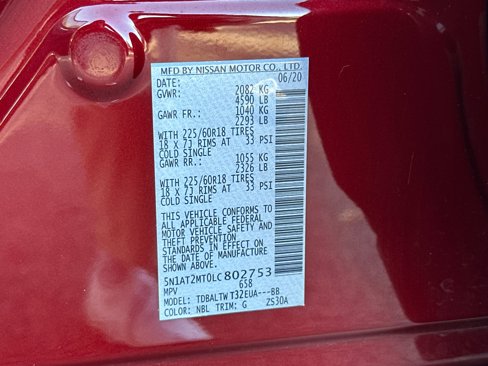 MFD BY NISSAN MOTOR CO., LTD.
DATE: 06/20
GVWR: 2082 KG
4590 LB
GAWR FR: 1040 KG
2293 LB
WITH 225/60R18 TIRES
18 X 7J RIMS AT 33 PSI
COLD SINGLE
GAWR RR.: 1055 KG
2326 LB
WITH 225/60R18 TIRES
18 X 7J RIMS AT 33 PSI
COLD SINGLE
THIS VEHICLE CONFORMS TO
ALL APPLICABLE FEDERAL
MOTOR VEHICLE SAFETY AND
THEFT PREVENTION
STANDARDS IN EFFECT ON
THE DATE OF MANUFACTURE
SHOWN ABOVE.
5N1AT2MT0LC802753
MPV 658
MODEL: TDBALTWT32EUA---BB
COLOR: NBL TRIM: G 2S30A